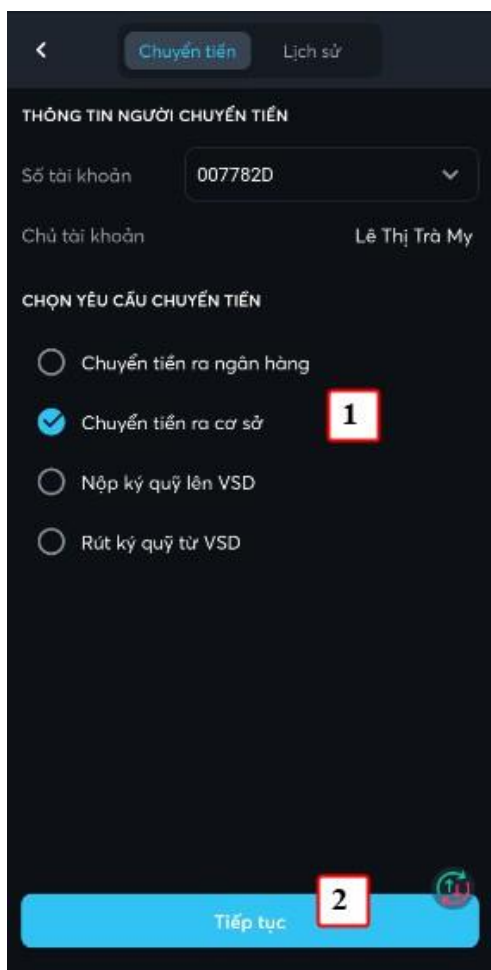 Chuyển tiền Lịch sử
THÔNG TIN NGƯỜI CHUYỂN TIỀN
Số tài khoản 007782D
Chủ tài khoản Lê Thị Trà My
CHỌN YÊU CẦU CHUYỂN TIỀN
Chuyển tiền ra ngân hàng
Chuyển tiền ra cơ sở 1
Nộp ký quỹ lên VSD
Rút ký quỹ từ VSD
2
Tiếp tục